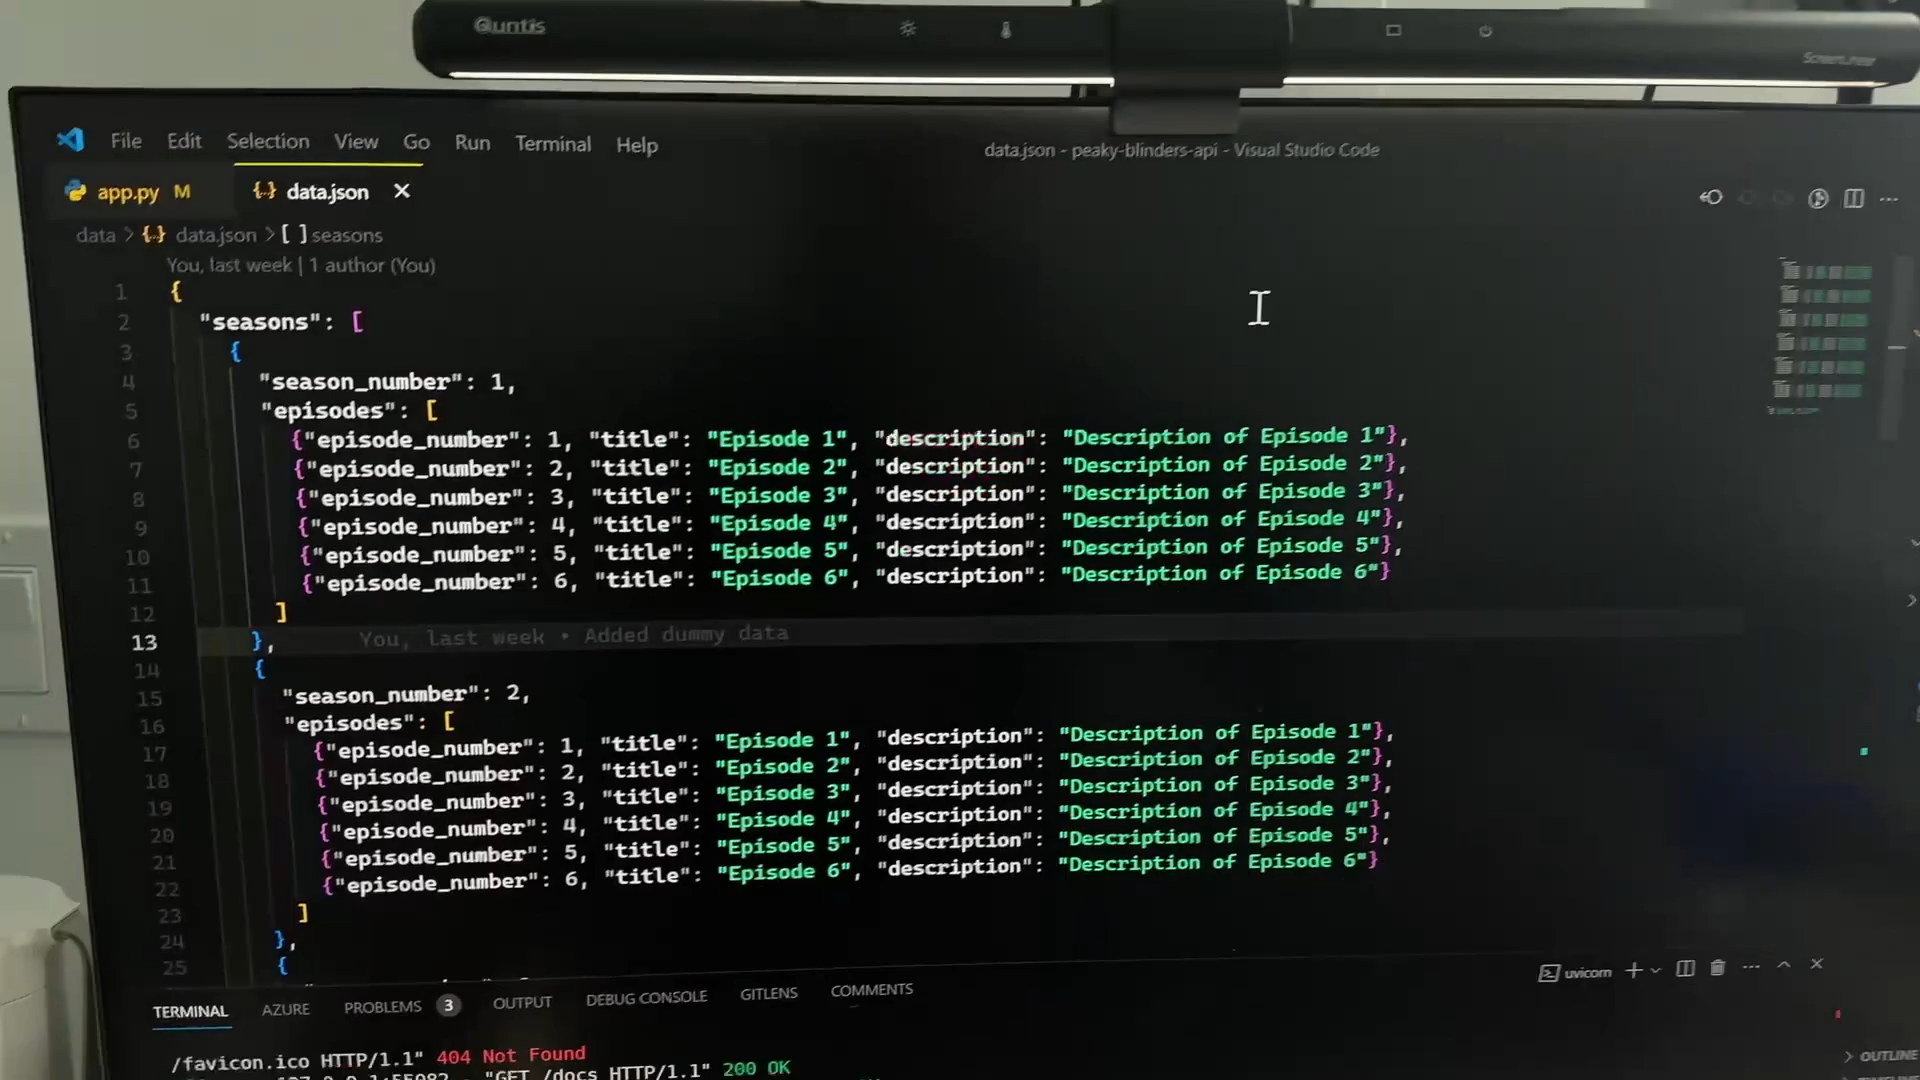 Quntis
File Edit Selection View Go Run Terminal Help
data.json - peaky-blinders-api - Visual Studio Code
app.py M
{..} data.json ×
data > {..} data.json > [ ] seasons
You, last week | 1 author (You)
1 {
2 "seasons": [
3 {
4 "season_number": 1,
5 "episodes": [
6 {"episode_number": 1, "title": "Episode 1", "description": "Description of Episode 1"},
7 {"episode_number": 2, "title": "Episode 2", "description": "Description of Episode 2"},
8 {"episode_number": 3, "title": "Episode 3", "description": "Description of Episode 3"},
9 {"episode_number": 4, "title": "Episode 4", "description": "Description of Episode 4"},
10 {"episode_number": 5, "title": "Episode 5", "description": "Description of Episode 5"},
11 {"episode_number": 6, "title": "Episode 6", "description": "Description of Episode 6"}
12 ]
13 }, You, last week • Added dummy data
14 {
15 "season_number": 2,
16 "episodes": [
17 {"episode_number": 1, "title": "Episode 1", "description": "Description of Episode 1"},
18 {"episode_number": 2, "title": "Episode 2", "description": "Description of Episode 2"},
19 {"episode_number": 3, "title": "Episode 3", "description": "Description of Episode 3"},
20 {"episode_number": 4, "title": "Episode 4", "description": "Description of Episode 4"},
21 {"episode_number": 5, "title": "Episode 5", "description": "Description of Episode 5"},
22 {"episode_number": 6, "title": "Episode 6", "description": "Description of Episode 6"}
23 ]
24 },
25 {
uvicorn
TERMINAL AZURE PROBLEMS 3 OUTPUT DEBUG CONSOLE GITLENS COMMENTS
/favicon.ico HTTP/1.1" 404 Not Found
"GET /docs HTTP/1.1" 200 OK
> OUTLINE